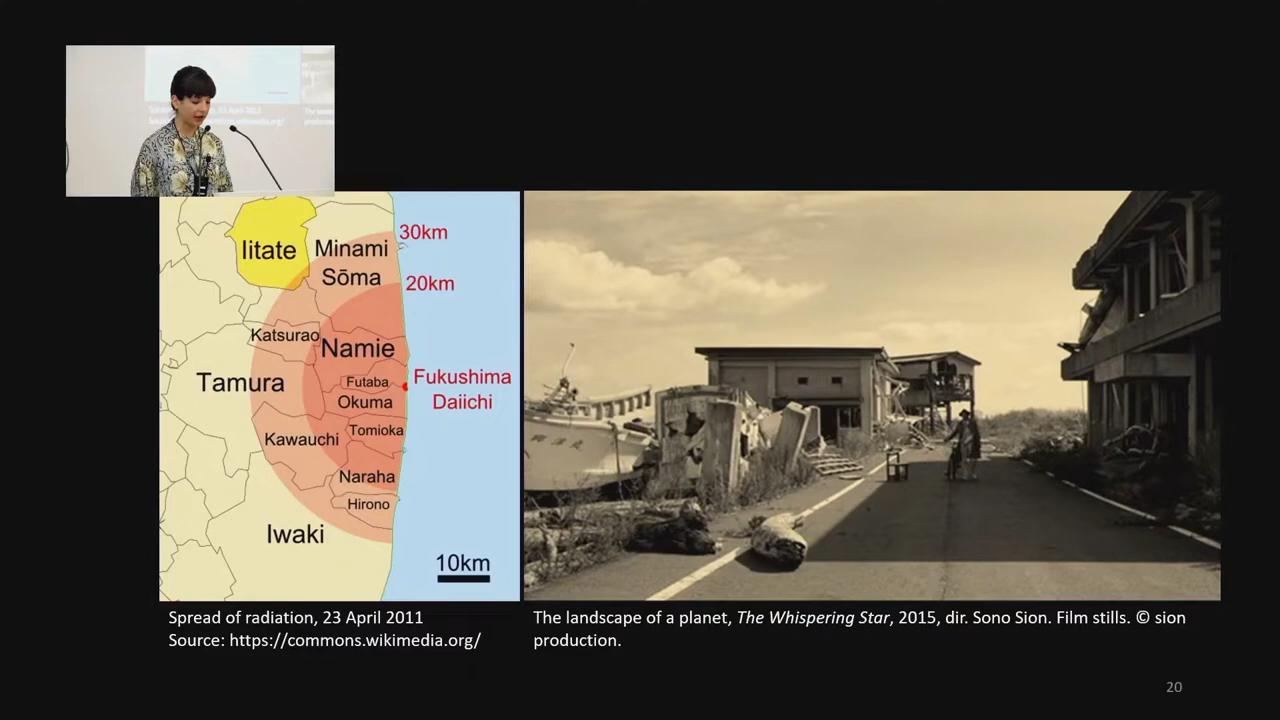 Iitate
Minami
Sōma
30km
20km
Katsurao
Namie
Tamura
Futaba
Fukushima
Daiichi
Okuma
Kawauchi
Tomioka
Naraha
Hirono
Iwaki
10km
Spread of radiation, 23 April 2011
Source: https://commons.wikimedia.org/
The landscape of a planet, The Whispering Star, 2015, dir. Sono Sion. Film stills. © sion
production.
20